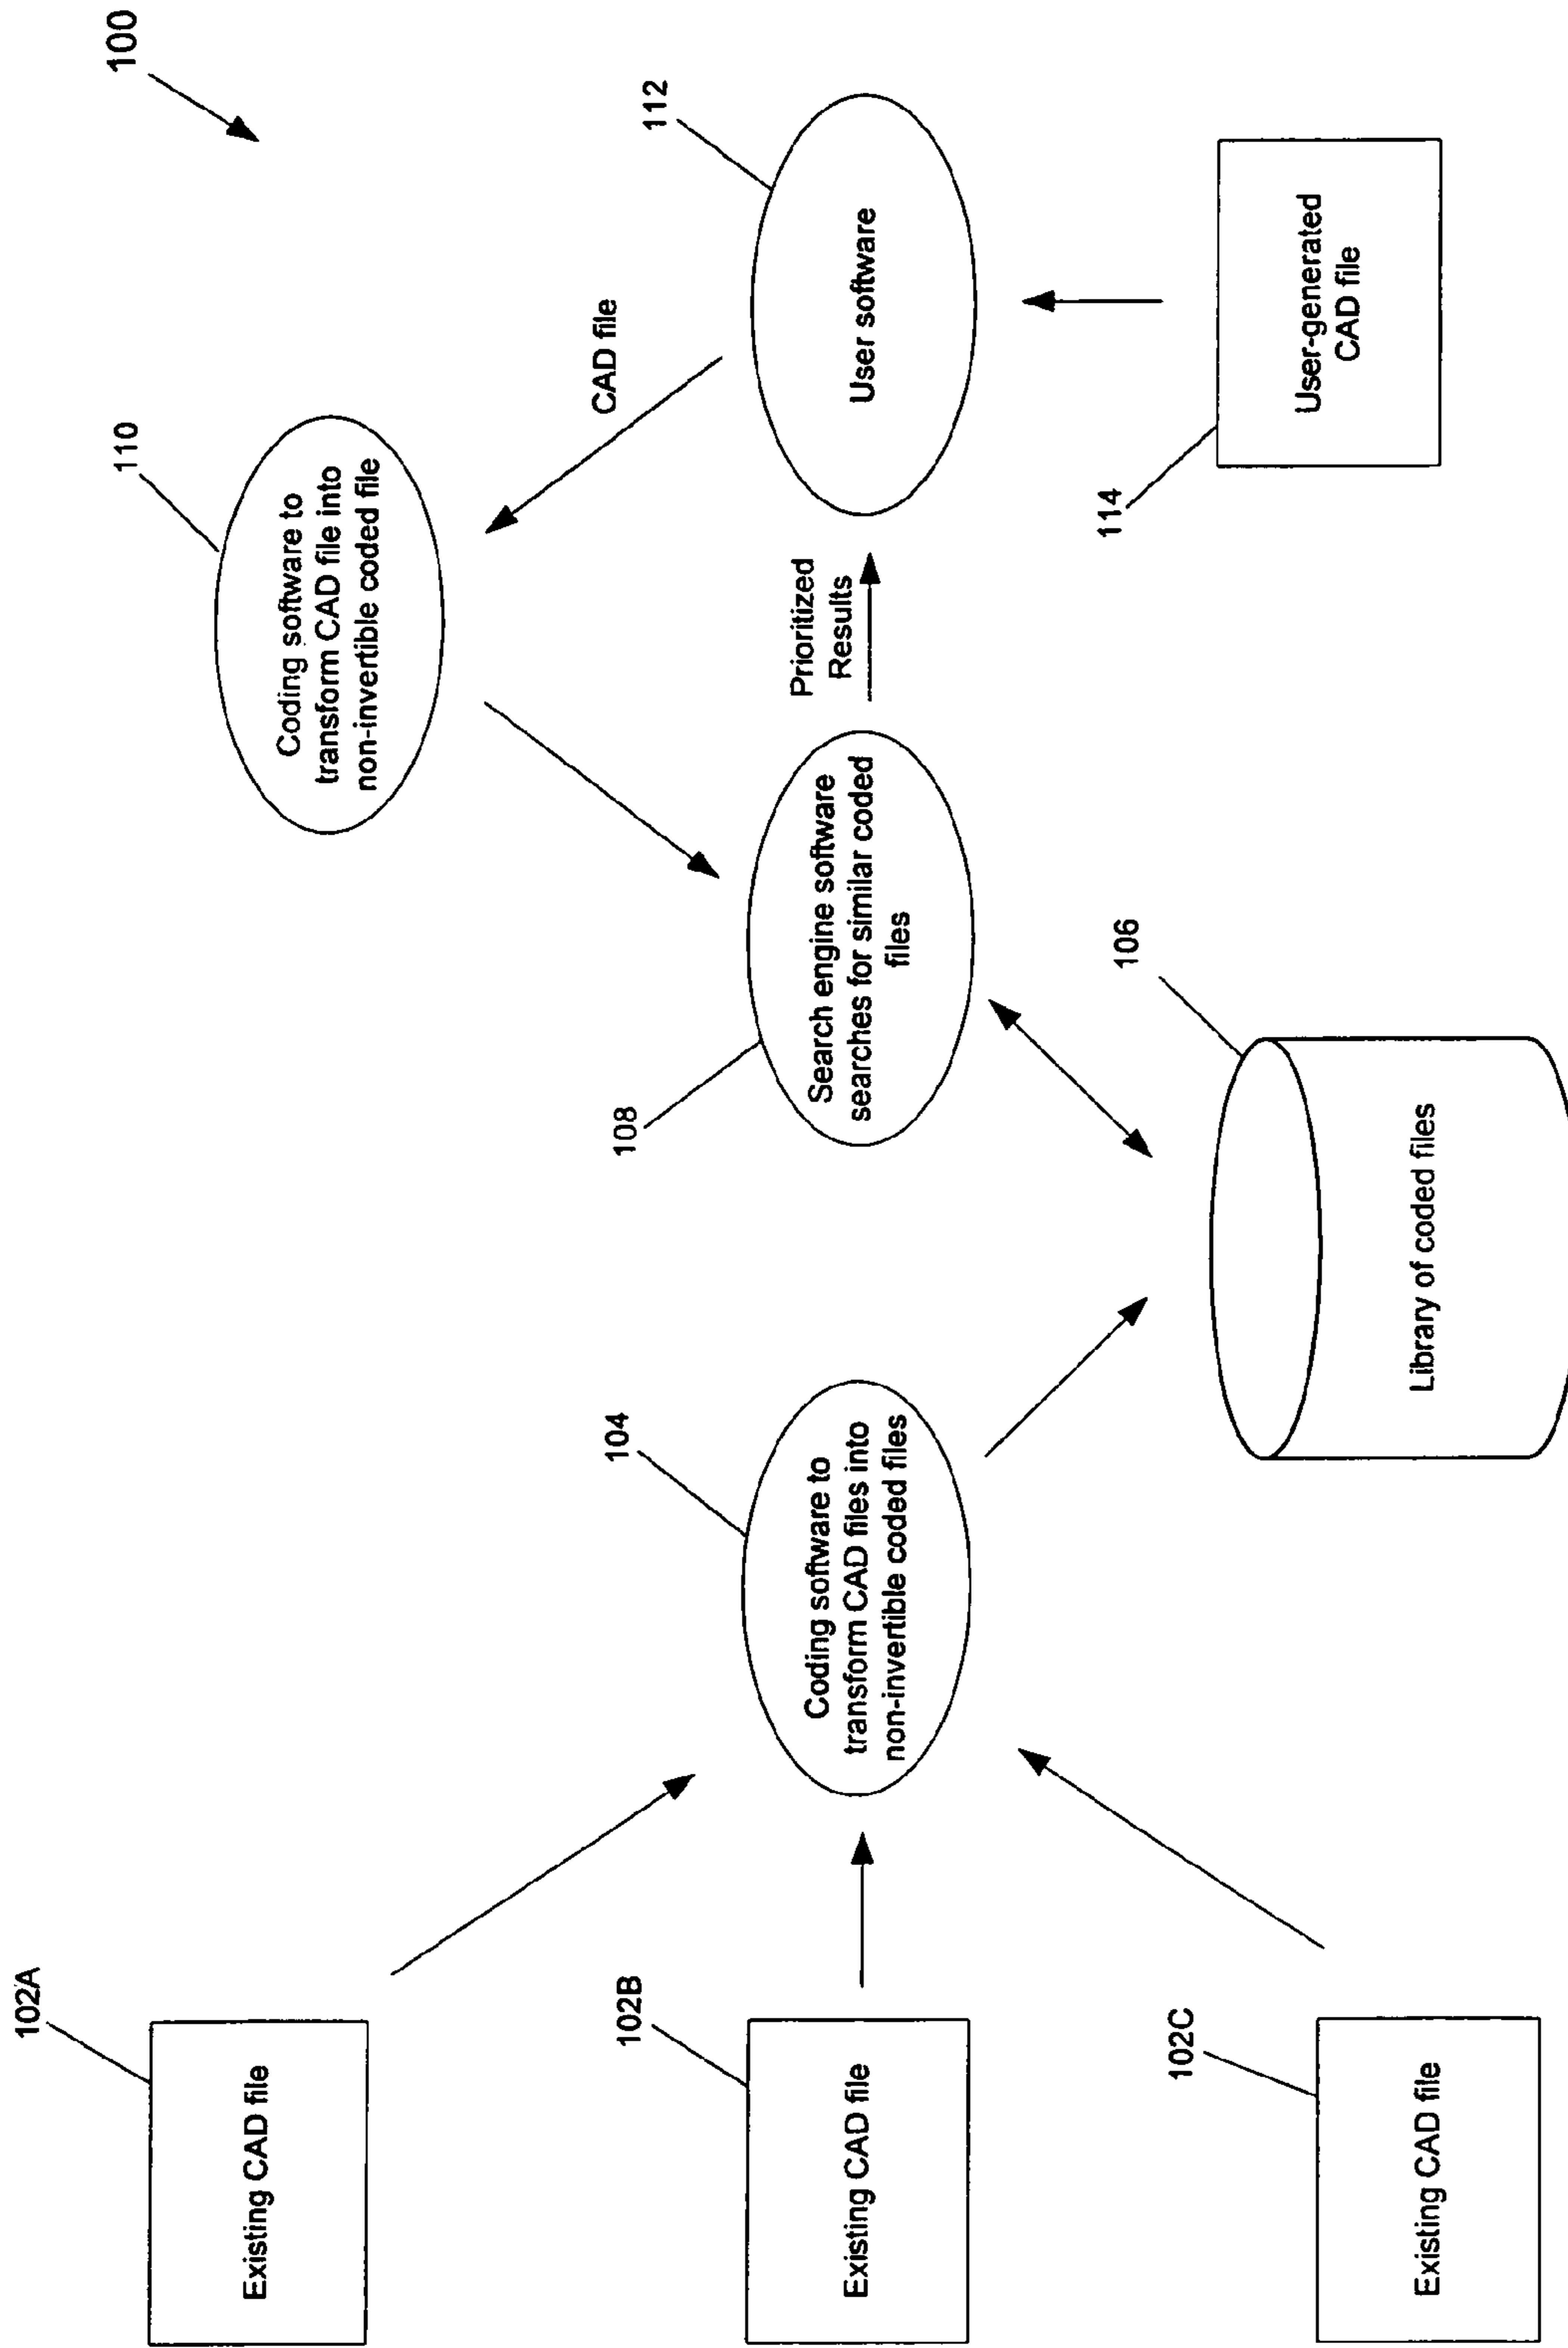 100
110
Coding software to
transform CAD file into
non-invertible coded file
102A
Existing CAD file
CAD file
112
User software
Prioritized
Results
108
Search engine software
searches for similar coded
files
104
Coding software to
transform CAD files into
non-invertible coded files
102B
Existing CAD file
114
User-generated
CAD file
106
Library of coded files
102C
Existing CAD file